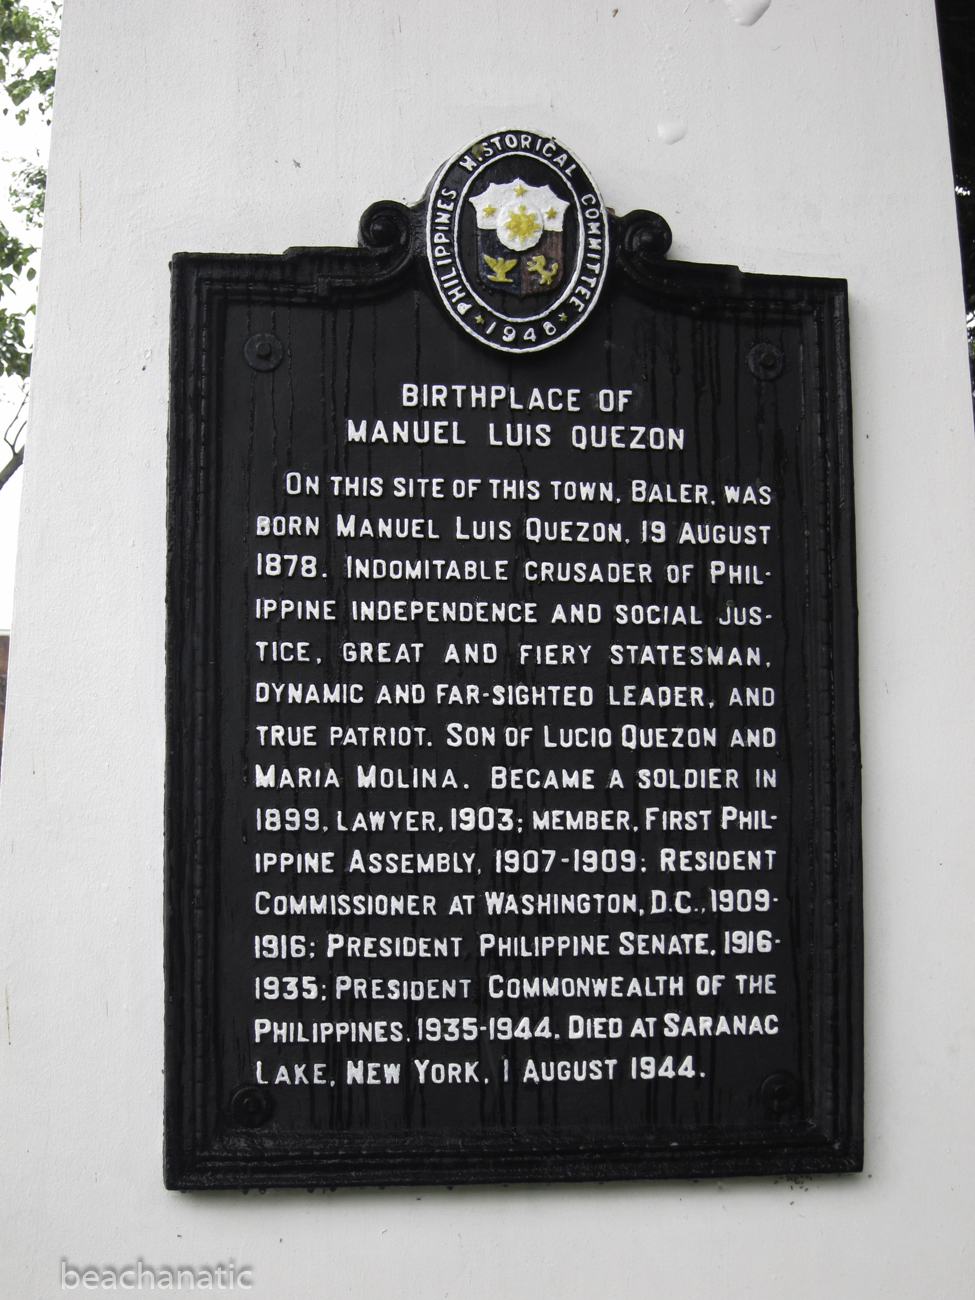 PHILIPPINES HISTORICAL COMMITTEE
1948
BIRTHPLACE OF
MANUEL LUIS QUEZON
ON THIS SITE OF THIS TOWN, BALER, WAS
BORN MANUEL LUIS QUEZON, 19 AUGUST
1878. INDOMITABLE CRUSADER OF PHIL-
IPPINE INDEPENDENCE AND SOCIAL JUS-
TICE, GREAT AND FIERY STATESMAN,
DYNAMIC AND FAR-SIGHTED LEADER, AND
TRUE PATRIOT. SON OF LUCIO QUEZON AND
MARIA MOLINA. BECAME A SOLDIER IN
1899, LAWYER, 1903; MEMBER, FIRST PHIL-
IPPINE ASSEMBLY, 1907-1909; RESIDENT
COMMISSIONER AT WASHINGTON, D.C., 1909-
1916; PRESIDENT PHILIPPINE SENATE, 1916-
1935; PRESIDENT COMMONWEALTH OF THE
PHILIPPINES, 1935-1944. DIED AT SARANAC
LAKE, NEW YORK, 1 AUGUST 1944.
beachanatic